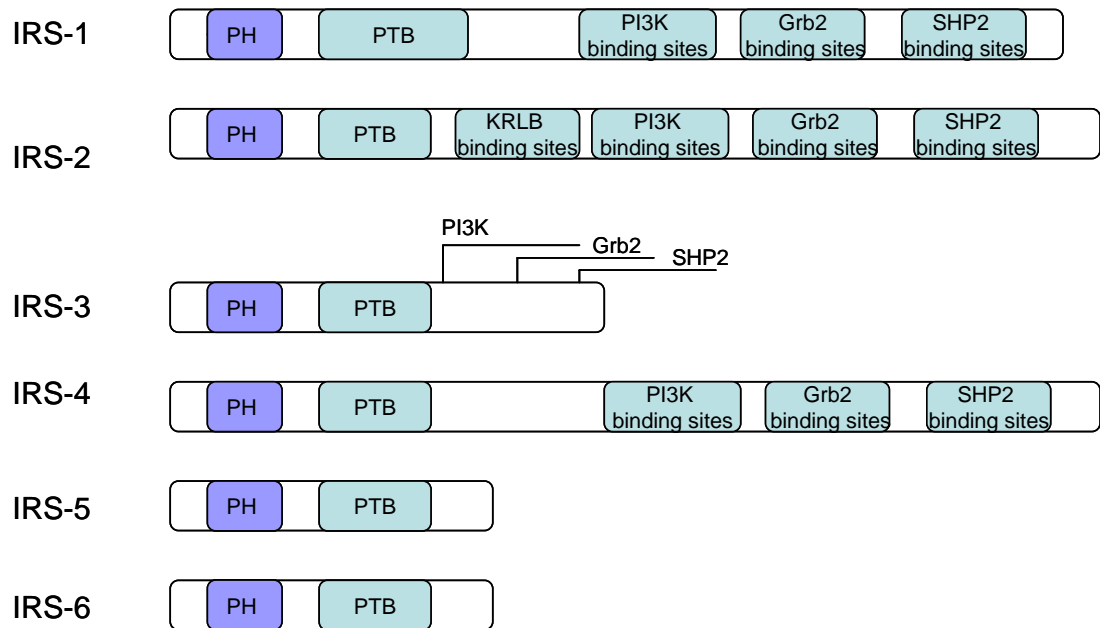 IRS-1
PH
PTB
PI3K
binding sites
Grb2
binding sites
SHP2
binding sites
IRS-2
PH
PTB
KRLB
binding sites
PI3K
binding sites
Grb2
binding sites
SHP2
binding sites
PI3K
Grb2
SHP2
IRS-3
PH
PTB
IRS-4
PH
PTB
PI3K
binding sites
Grb2
binding sites
SHP2
binding sites
IRS-5
PH
PTB
IRS-6
PH
PTB